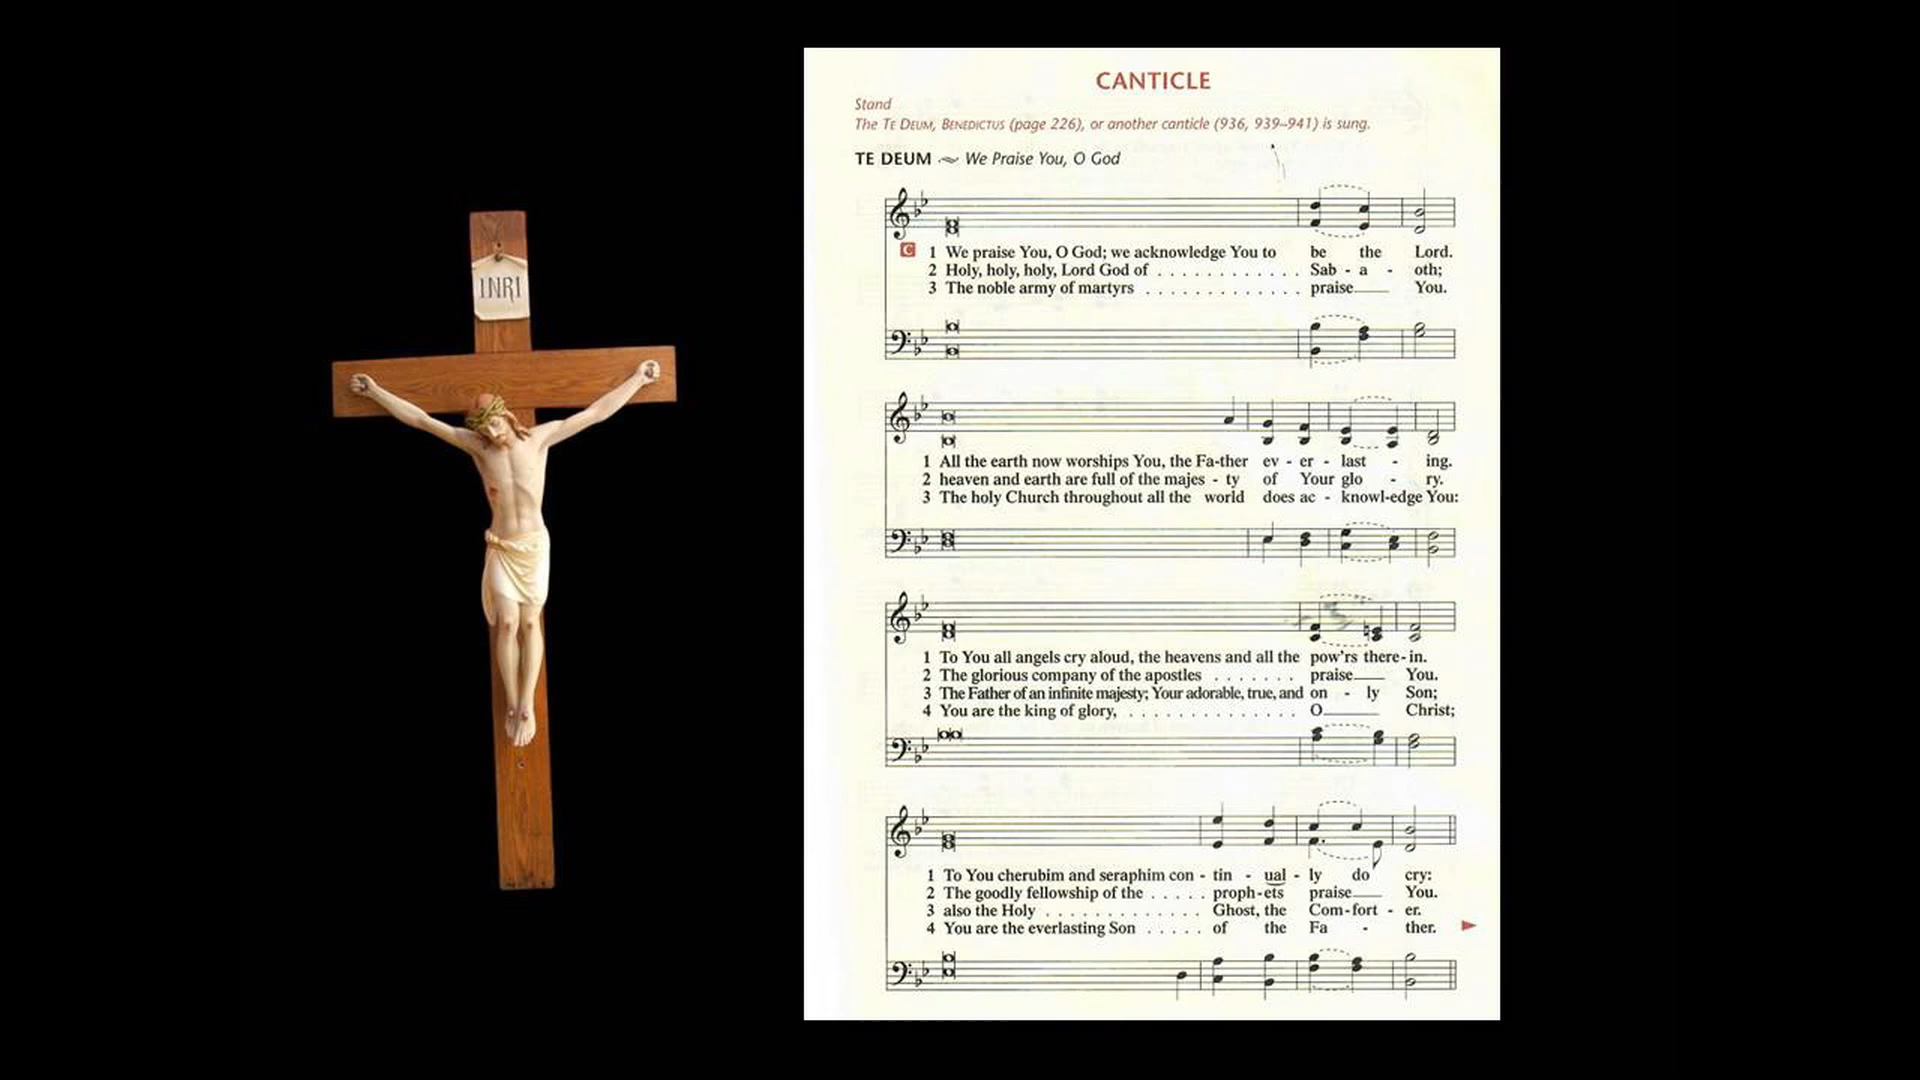 INRI
CANTICLE
Stand
The TE DEUM, BENEDICTUS (page 226), or another canticle (936, 939–941) is sung.
TE DEUM We Praise You, O God
C 1 We praise You, O God; we acknowledge You to be the Lord.
2 Holy, holy, holy, Lord God of . . . . . . . . . . . . . Sab - a - oth;
3 The noble army of martyrs . . . . . . . . . . . . . . praise___ You.
1 All the earth now worships You, the Fa-ther ev - er - last - ing.
2 heaven and earth are full of the majes - ty of Your glo - ry.
3 The holy Church throughout all the world does ac - knowl-edge You:
1 To You all angels cry aloud, the heavens and all the pow'rs there-in.
2 The glorious company of the apostles . . . . . . . praise___ You.
3 The Father of an infinite majesty; Your adorable, true, and on - ly Son;
4 You are the king of glory, . . . . . . . . . . . . . . . O___ Christ;
1 To You cherubim and seraphim con - tin - ual - ly do cry:
2 The goodly fellowship of the . . . . . proph-ets praise___ You.
3 also the Holy . . . . . . . . . . . . . Ghost, the Com-fort - er.
4 You are the everlasting Son . . . . . of the Fa - ther.